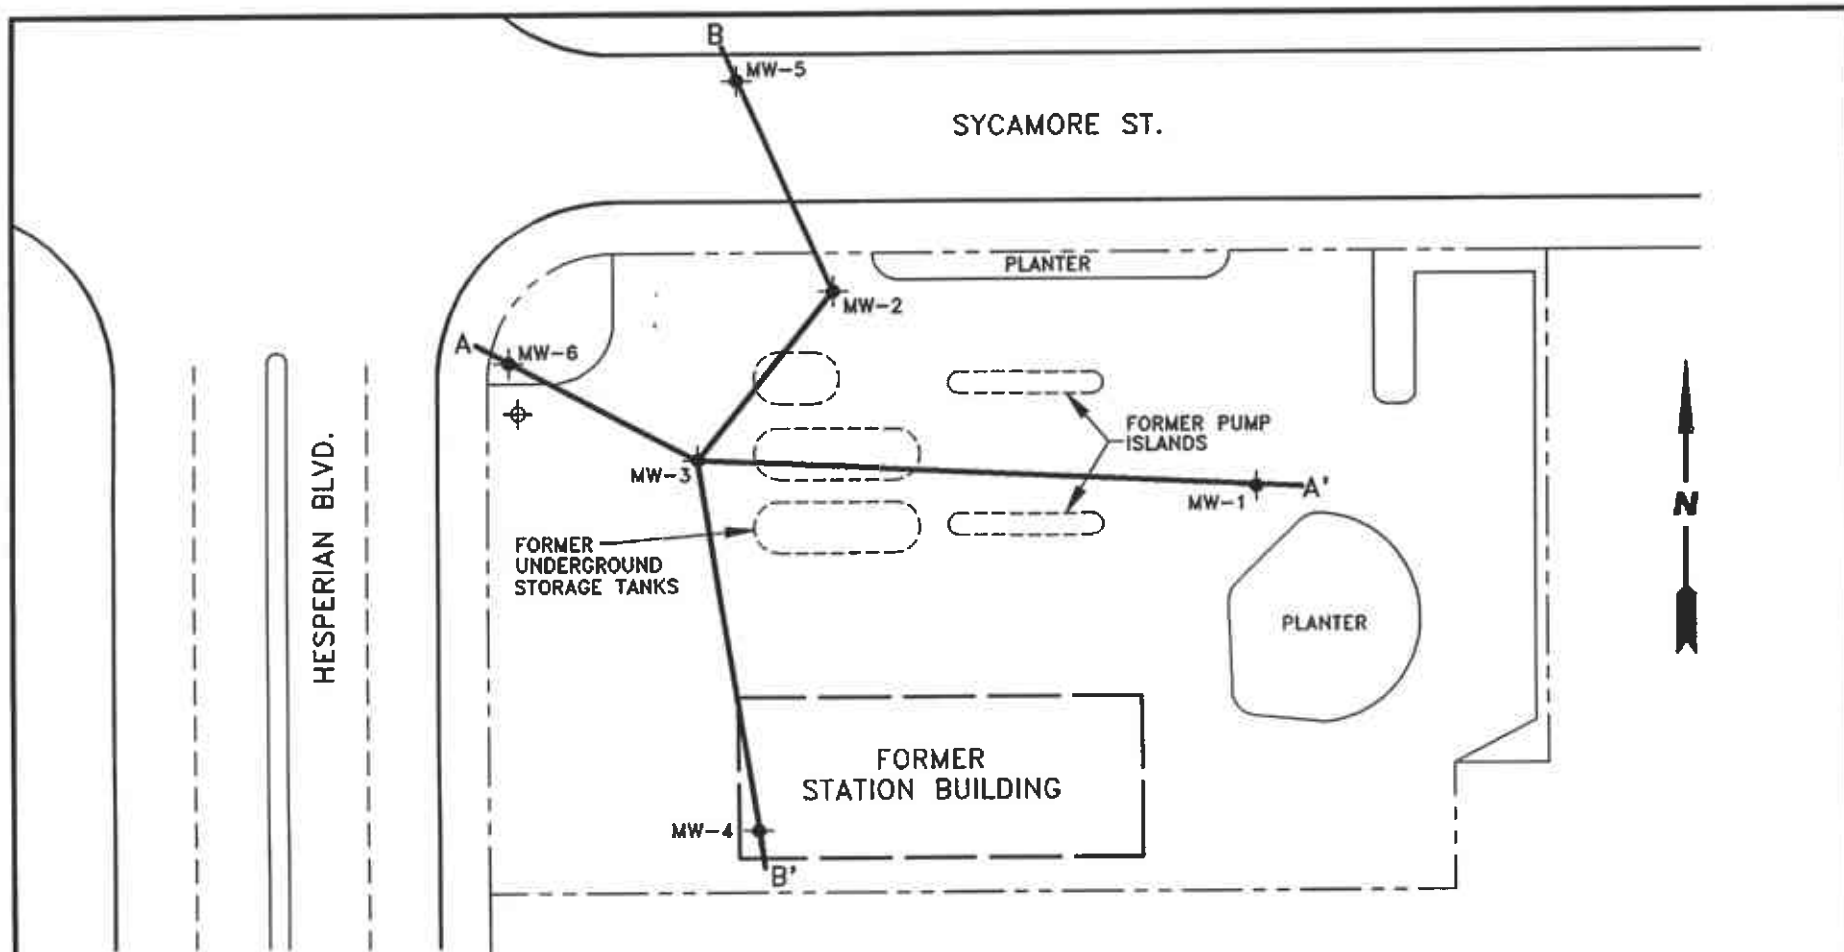 B
MW-5
SYCAMORE ST.
PLANTER
MW-2
A
MW-6
FORMER PUMP
ISLANDS
MW-3
MW-1
A'
N
HESPERIAN BLVD.
FORMER
UNDERGROUND
STORAGE TANKS
PLANTER
FORMER
STATION BUILDING
MW-4
B'